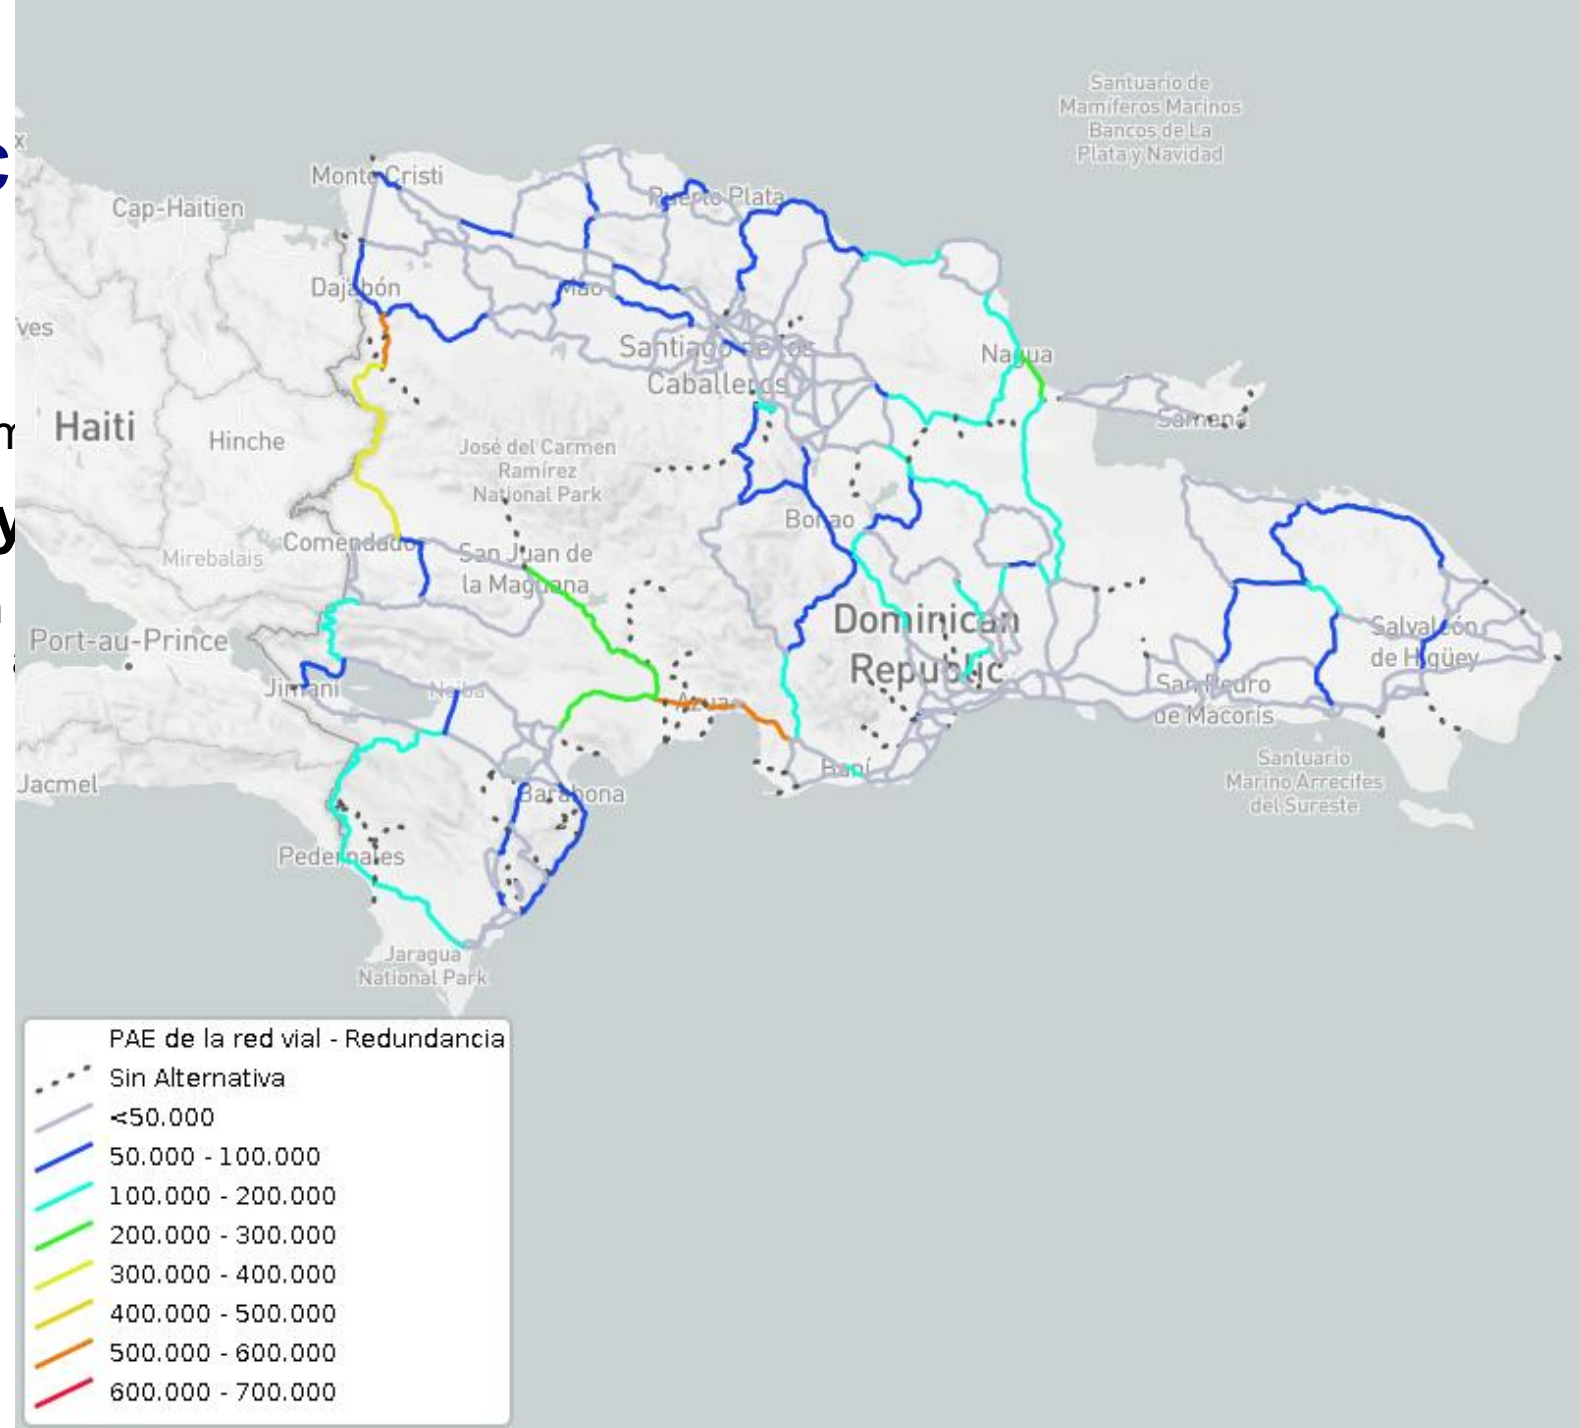 Santuario de
Mamíferos Marinos
Bancos de La
Plata y Navidad
Monte Cristi
Cap-Haitien
Puerto Plata
Dajabón
Mao
Santiago de los
Caballeros
Nagua
Samaná
Haiti
Hinche
José del Carmen
Ramírez
National Park
Bonao
Mirebalais
Comendador
San Juan de
la Maguana
Dominican
Republic
Port-au-Prince
Jimaní
Neiba
Azua
Salvaleón
de Higüey
San Pedro
de Macorís
Baní
Santuario
Marino Arrecifes
del Sureste
Jacmel
Barahona
Pedernales
Jaragua
National Park
PAE de la red vial - Redundancia
Sin Alternativa
<50.000
50.000 - 100.000
100.000 - 200.000
200.000 - 300.000
300.000 - 400.000
400.000 - 500.000
500.000 - 600.000
600.000 - 700.000